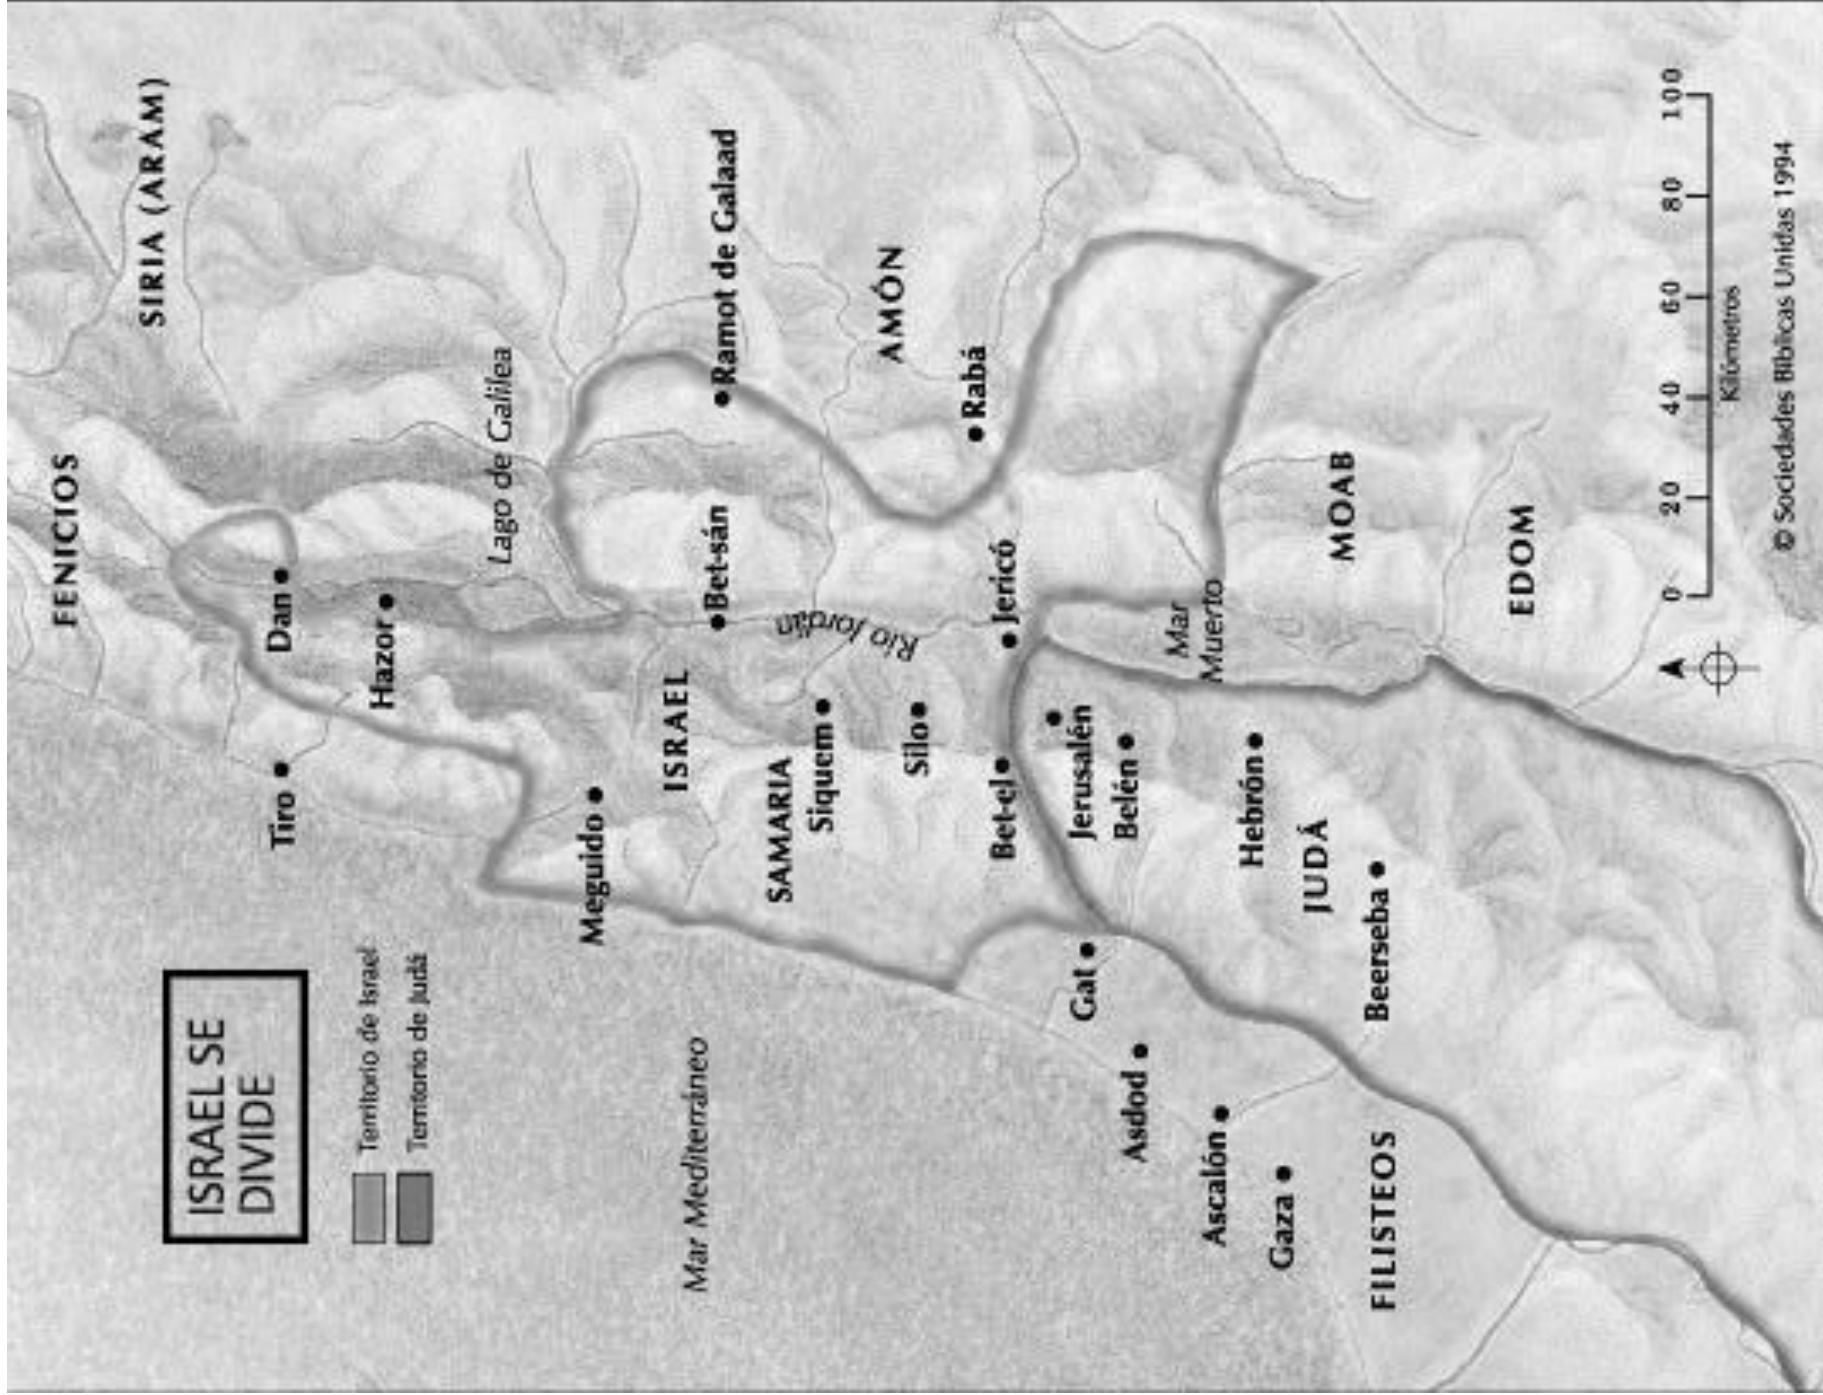 ISRAEL SE
DIVIDE
Territorio de Israel
Territorio de Judá
FENICIOS
SIRIA (ARAM)
Dan
Tiro
Hazor
Lago de Galilea
Meguido
ISRAEL
Bet-sán
Ramot de Galaad
Mar Mediterráneo
SAMARIA
Siquem
Río Jordán
AMÓN
Silo
Rabá
Bet-el
Jericó
Jerusalén
Gat
Belén
Asdod
Mar
Muerto
Ascalón
Hebrón
Gaza
JUDÁ
MOAB
Beerseba
FILISTEOS
EDOM
0 20 40 60 80 100
Kilómetros
© Sociedades Bíblicas Unidas 1994